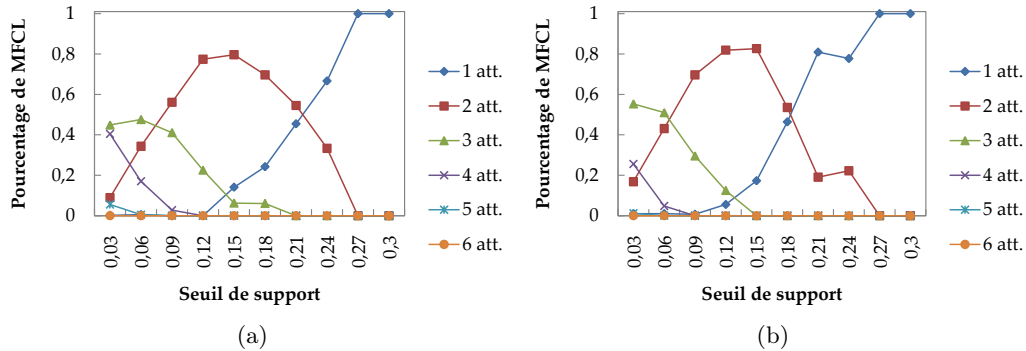 Pourcentage de MFCL
1
0,8
0,6
0,4
0,2
0
0,03
0,06
0,09
0,12
0,15
0,18
0,21
0,24
0,27
0,3
Seuil de support
1 att.
2 att.
3 att.
4 att.
5 att.
6 att.
(a)
Pourcentage de MFCL
1
0,8
0,6
0,4
0,2
0
0,03
0,06
0,09
0,12
0,15
0,18
0,21
0,24
0,27
0,3
Seuil de support
1 att.
2 att.
3 att.
4 att.
5 att.
6 att.
(b)